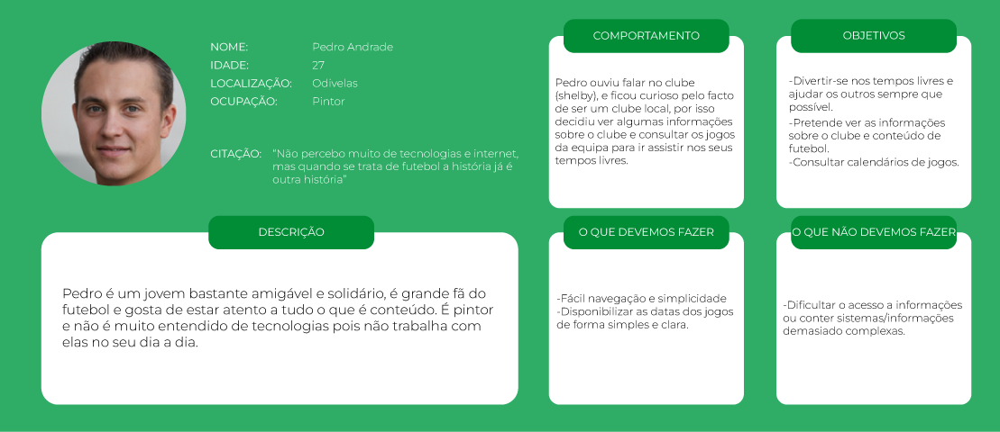 NOME: Pedro Andrade
IDADE: 27
LOCALIZAÇÃO: Odivelas
OCUPAÇÃO: Pintor
CITAÇÃO: “Não percebo muito de tecnologias e internet,
mas quando se trata de futebol a história já é
outra história”
COMPORTAMENTO
Pedro ouviu falar no clube
(shelby), e ficou curioso pelo facto
de ser um clube local, por isso
decidiu ver algumas informações
sobre o clube e consultar os jogos
da equipa para ir assistir nos seus
tempos livres.
OBJETIVOS
-Divertir-se nos tempos livres e
ajudar os outros sempre que
possível.
-Pretende ver as informações
sobre o clube e conteúdo de
futebol.
-Consultar calendários de jogos.
DESCRIÇÃO
Pedro é um jovem bastante amigável e solidário, é grande fã do
futebol e gosta de estar atento a tudo o que é conteúdo. É pintor
e não é muito entendido de tecnologias pois não trabalha com
elas no seu dia a dia.
O QUE DEVEMOS FAZER
-Fácil navegação e simplicidade
-Disponibilizar as datas dos jogos
de forma simples e clara.
O QUE NÃO DEVEMOS FAZER
-Dificultar o acesso a informações
ou conter sistemas/informações
demasiado complexas.